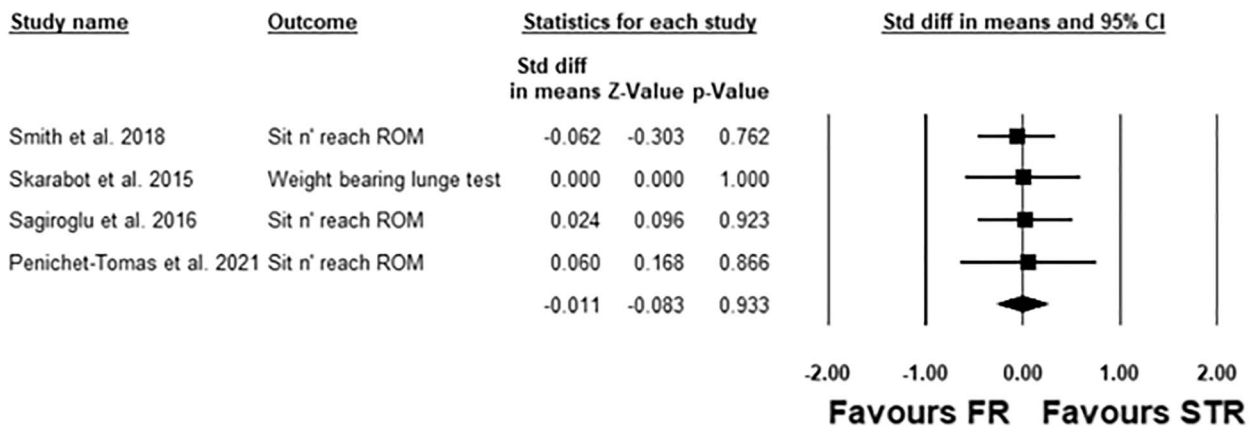 Study name Outcome Statistics for each study Std diff in means and 95% CI
Std diff
in means Z-Value p-Value
Smith et al. 2018 Sit n' reach ROM -0.062 -0.303 0.762
Skarabot et al. 2015 Weight bearing lunge test 0.000 0.000 1.000
Sagiroglu et al. 2016 Sit n' reach ROM 0.024 0.096 0.923
Penichet-Tomas et al. 2021 Sit n' reach ROM 0.060 0.168 0.866
-0.011 -0.083 0.933
-2.00 -1.00 0.00 1.00 2.00
Favours FR Favours STR